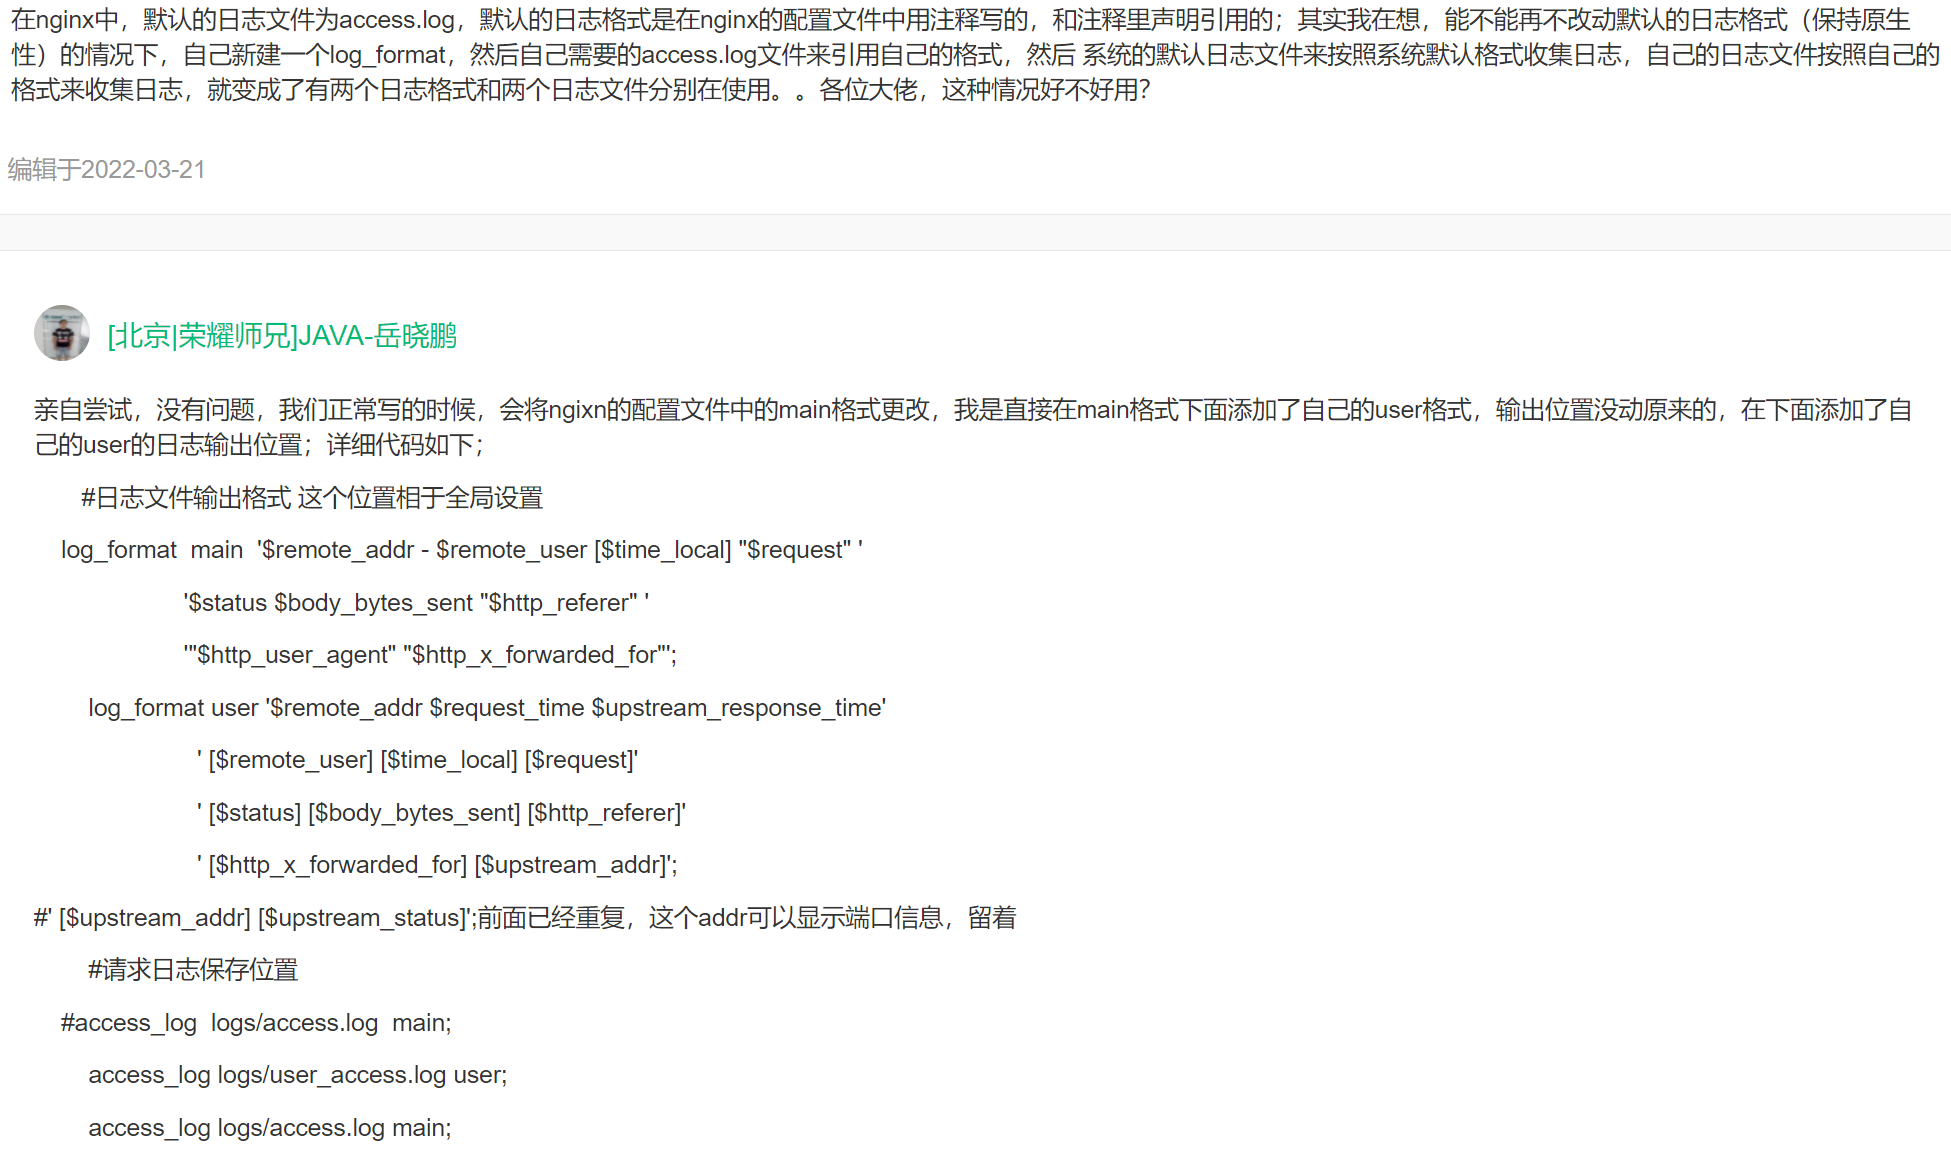 在nginx中，默认的日志文件为access.log，默认的日志格式是在nginx的配置文件中用注释写的，和注释里声明引用的；其实我在想，能不能再不改动默认的日志格式（保持原生
性）的情况下，自己新建一个log_format，然后自己需要的access.log文件来引用自己的格式，然后 系统的默认日志文件来按照系统默认格式收集日志，自己的日志文件按照自己的
格式来收集日志，就变成了有两个日志格式和两个日志文件分别在使用。。各位大佬，这种情况好不好用？
编辑于2022-03-21
[北京|荣耀师兄]JAVA-岳晓鹏
亲自尝试，没有问题，我们正常写的时候，会将ngixn的配置文件中的main格式更改，我是直接在main格式下面添加了自己的user格式，输出位置没动原来的，在下面添加了自
己的user的日志输出位置；详细代码如下；
#日志文件输出格式 这个位置相于全局设置
log_format  main  '$remote_addr - $remote_user [$time_local] "$request" '
'$status $body_bytes_sent "$http_referer" '
'"$http_user_agent" "$http_x_forwarded_for"';
log_format user '$remote_addr $request_time $upstream_response_time'
' [$remote_user] [$time_local] [$request]'
' [$status] [$body_bytes_sent] [$http_referer]'
' [$http_x_forwarded_for] [$upstream_addr]';
#' [$upstream_addr] [$upstream_status]';前面已经重复，这个addr可以显示端口信息，留着
#请求日志保存位置
#access_log  logs/access.log  main;
access_log logs/user_access.log user;
access_log logs/access.log main;